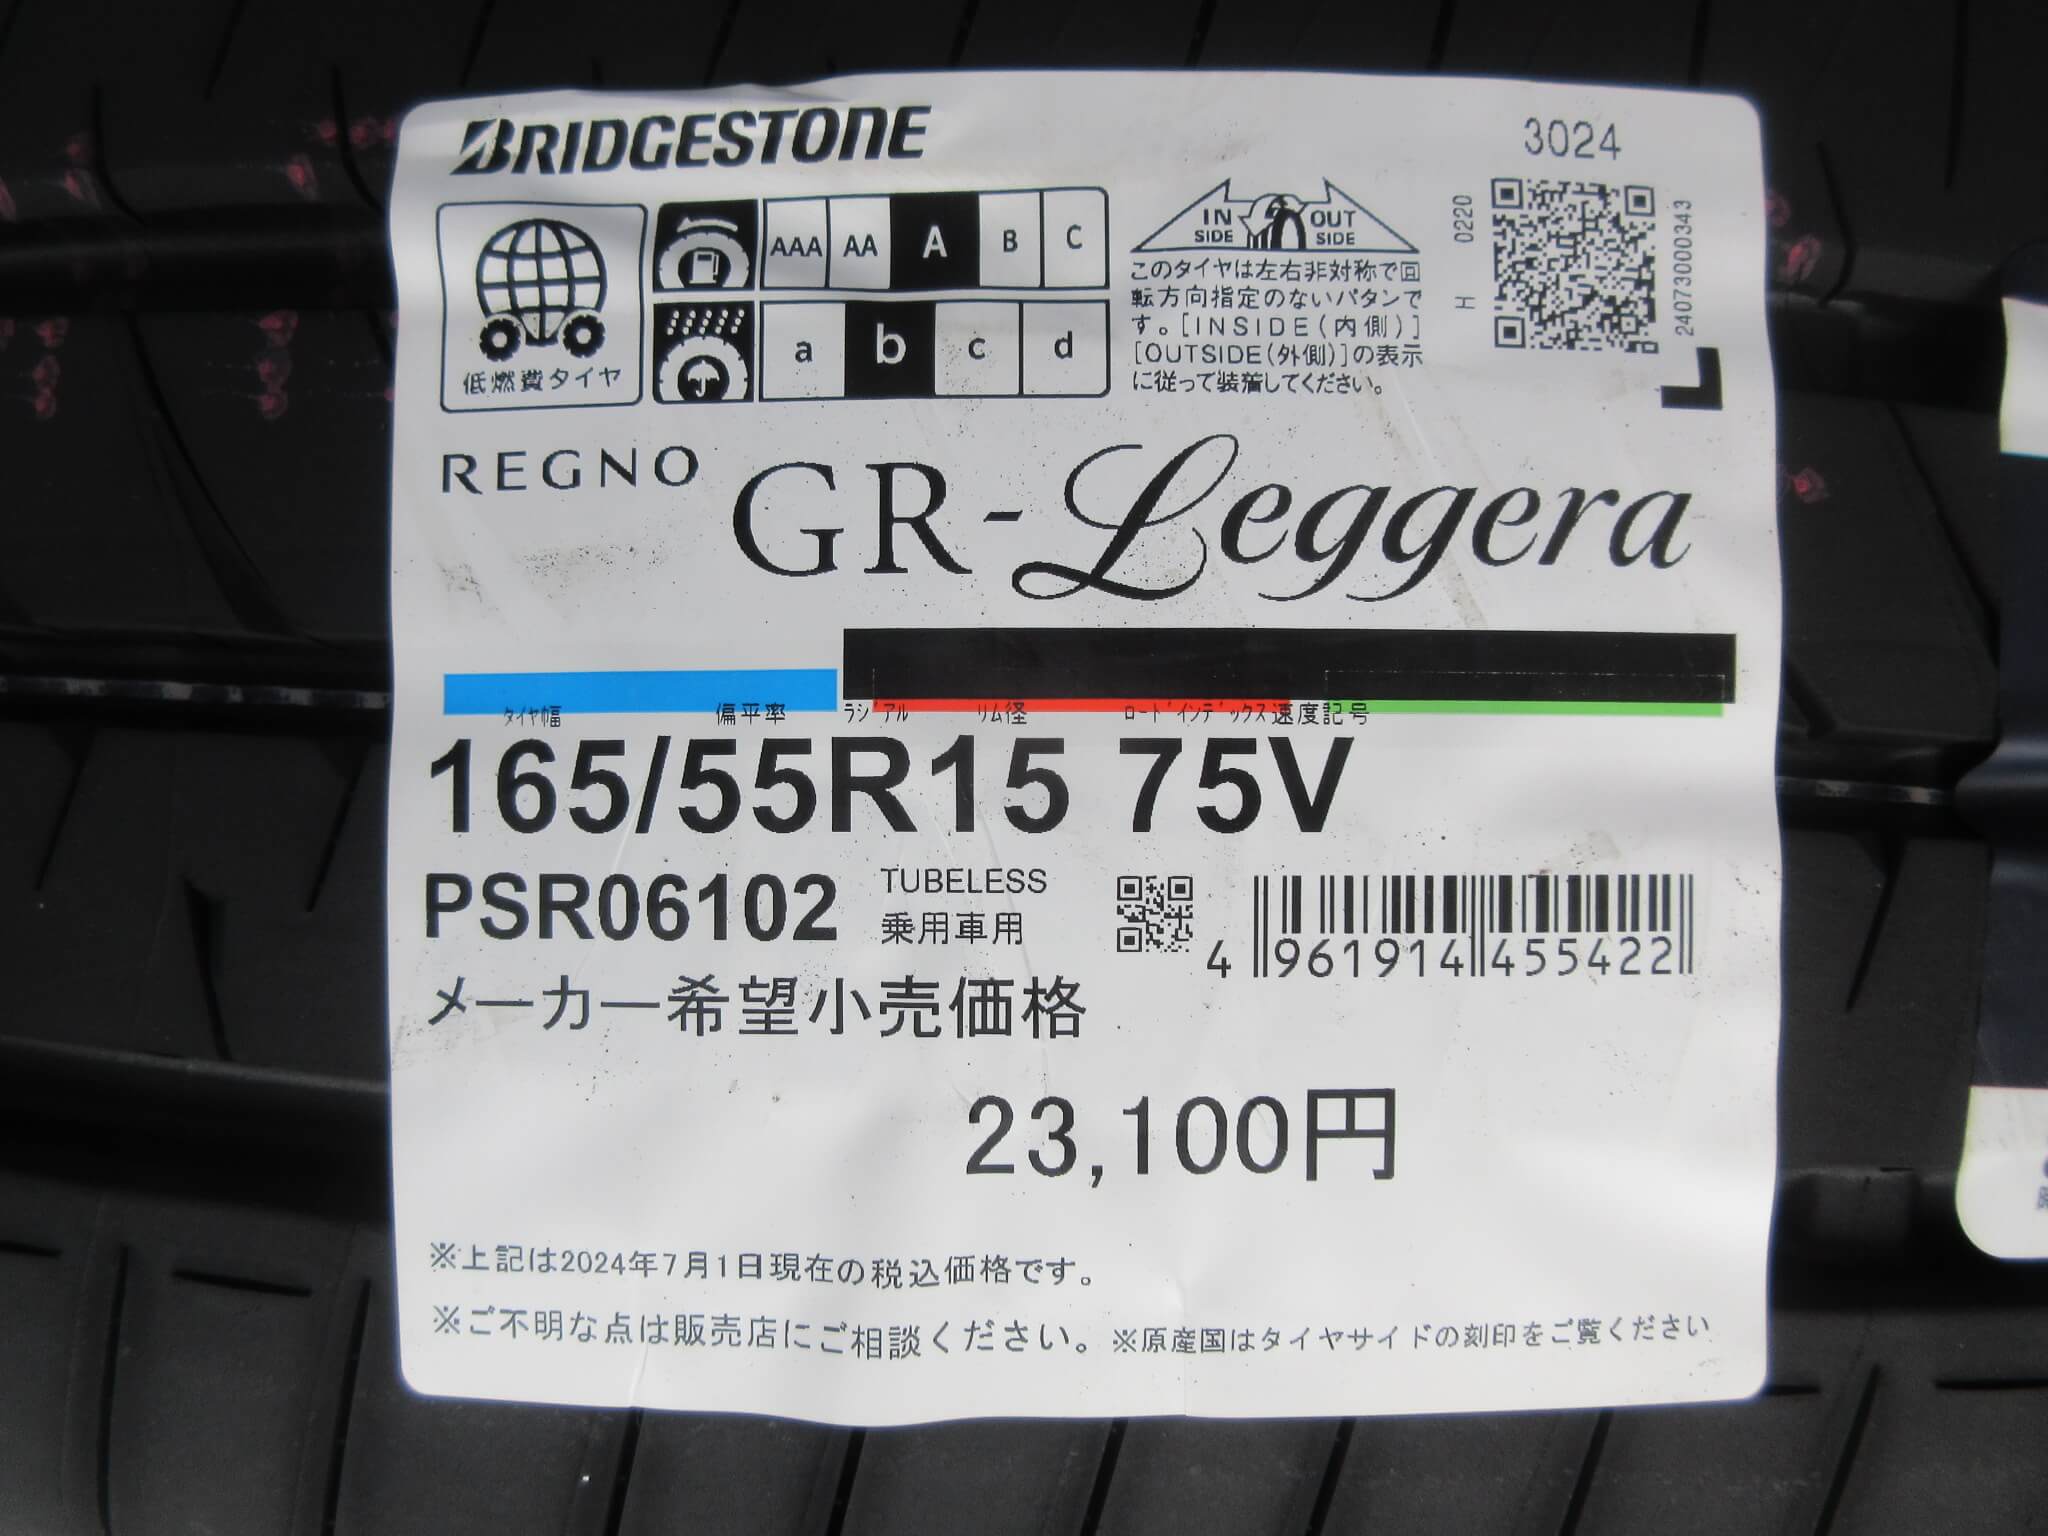 BRIDGESTONE
3024
低燃費タイヤ
AAA AA A B C
a b c d
IN SIDE OUT SIDE
このタイヤは左右非対称で回
転方向指定のないパタンで
す。[INSIDE(内側)]
[OUTSIDE(外側)]の表示
に従って装着してください。
H 0220
2407300000343
L
REGNO
GR-Leggera
タイヤ幅 偏平率 ラジアル リム径 ロードインデックス 速度記号
165/55R15 75V
PSR06102
TUBELESS
乗用車用
4 961914 455422
メーカー希望小売価格
23,100円
※上記は2024年7月1日現在の税込価格です。
※ご不明な点は販売店にご相談ください。※原産国はタイヤサイドの刻印をご覧ください